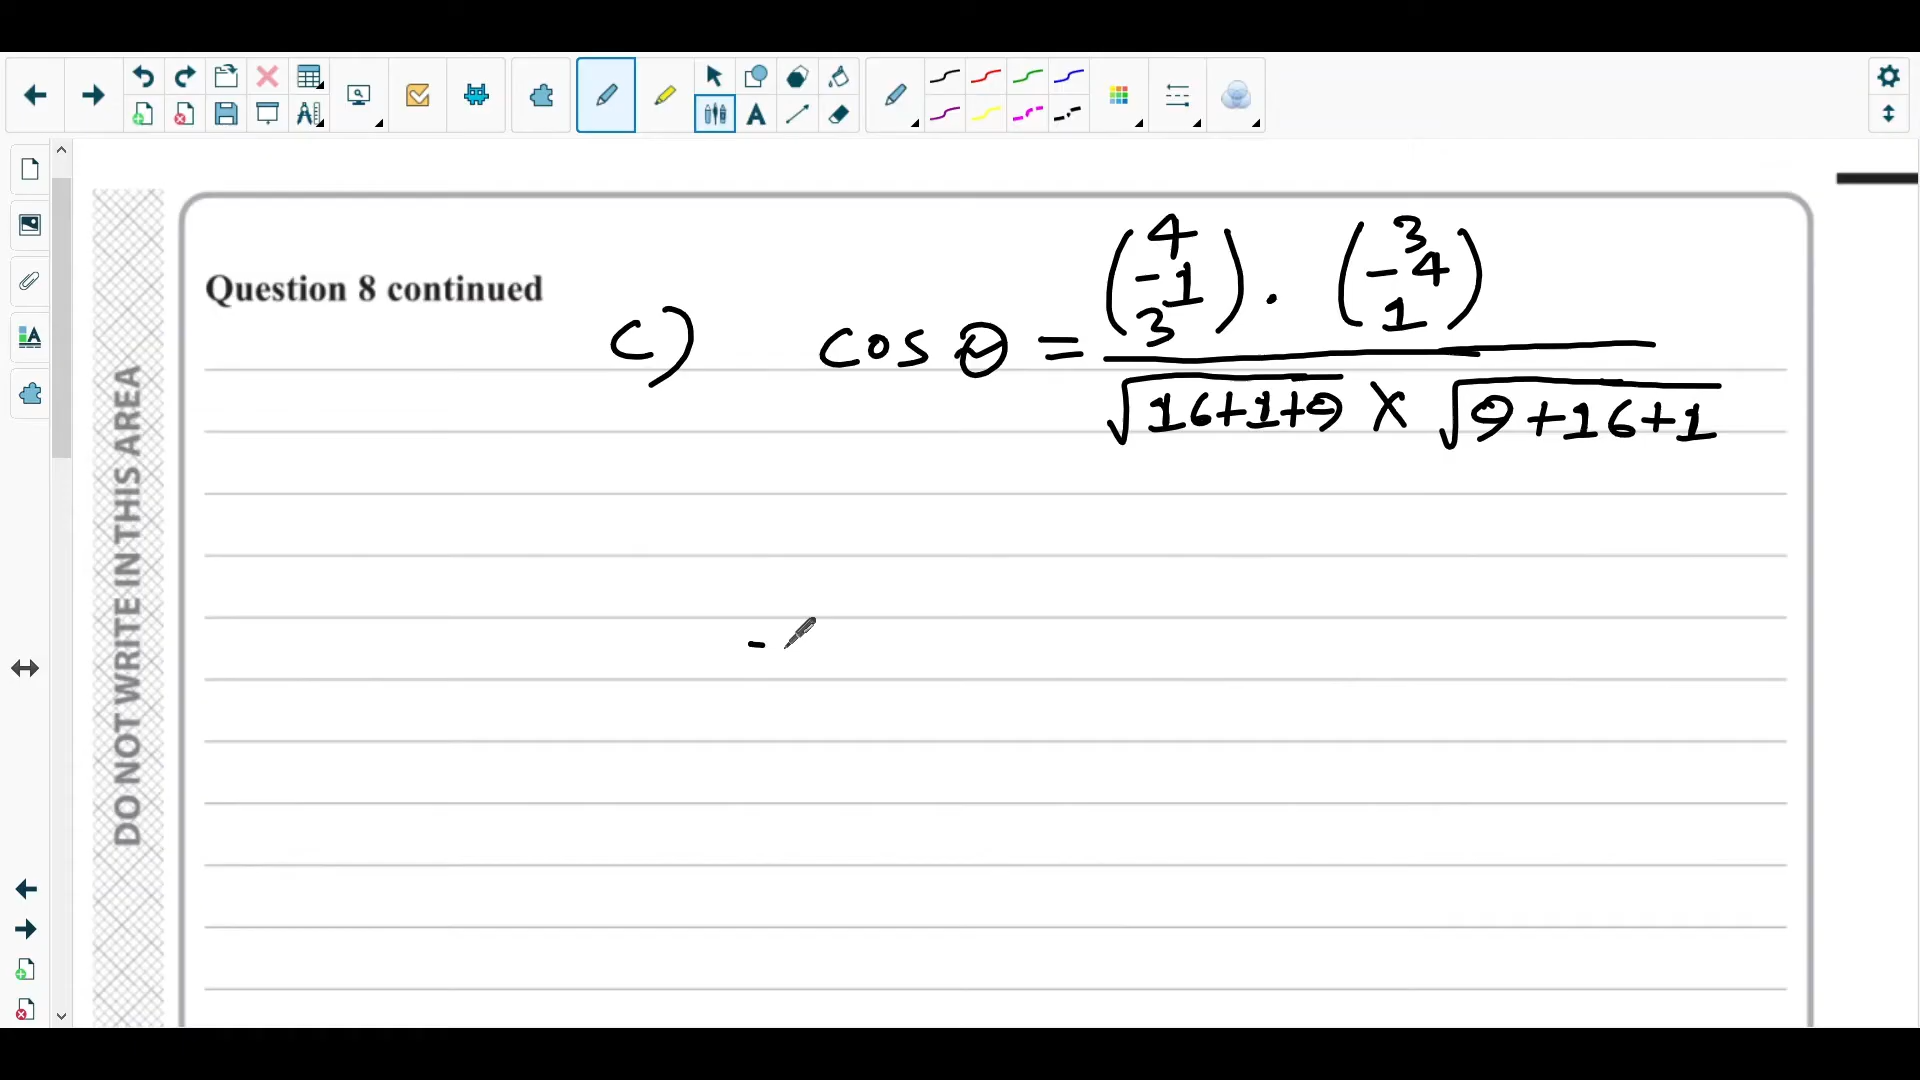 Question 8 continued
c) cos θ = (4 -1 3) . (3 -4 1)
√16+1+9 × √9+16+1
-
DO NOT WRITE IN THIS AREA